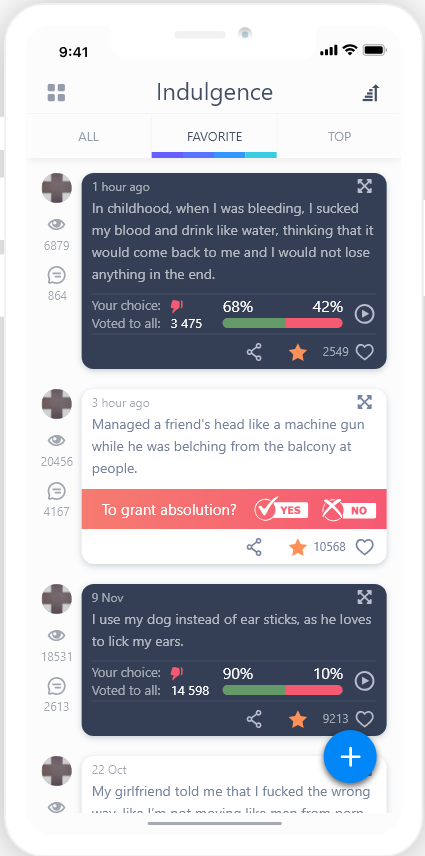 9:41
Indulgence
ALL FAVORITE TOP
1 hour ago
In childhood, when I was bleeding, I sucked
my blood and drink like water, thinking that it
would come back to me and I would not lose
anything in the end.
6879
864
Your choice: 68% 42%
Voted to all: 3 475
2549
3 hour ago
Managed a friend's head like a machine gun
while he was belching from the balcony at
people.
20456
4167
To grant absolution? YES NO
10568
9 Nov
I use my dog instead of ear sticks, as he loves
to lick my ears.
18531
2613
Your choice: 90% 10%
Voted to all: 14 598
9213
22 Oct
My girlfriend told me that I fucked the wrong
way, like I'm not moving like men from porn